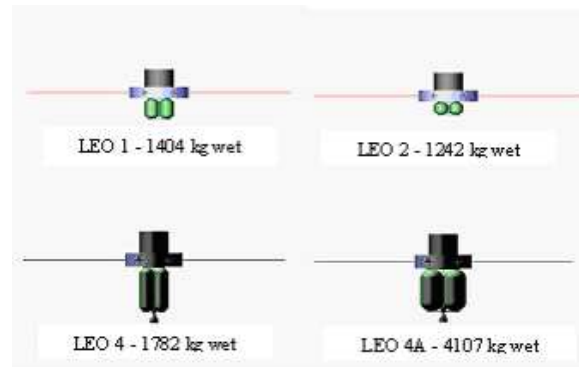 LEO 1 - 1404 kg wet
LEO 2 - 1242 kg wet
LEO 4 - 1782 kg wet
LEO 4A - 4107 kg wet